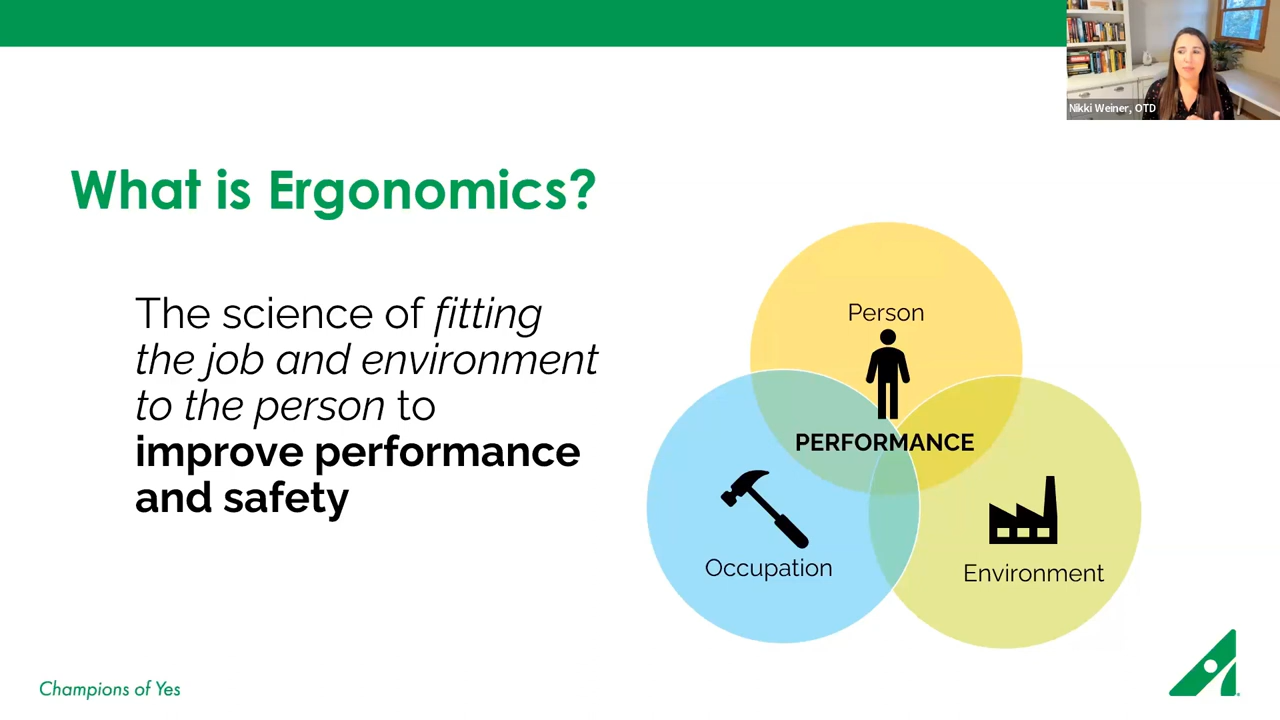 Nikki Weiner, OTD
What is Ergonomics?
The science of fitting
the job and environment
to the person to
improve performance
and safety
Person
PERFORMANCE
Occupation
Environment
Champions of Yes